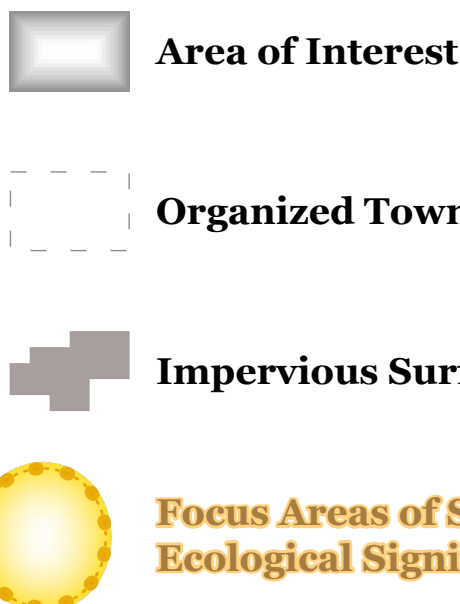 Area of Interest
Organized
Impervious
Focus Areas of
Ecological